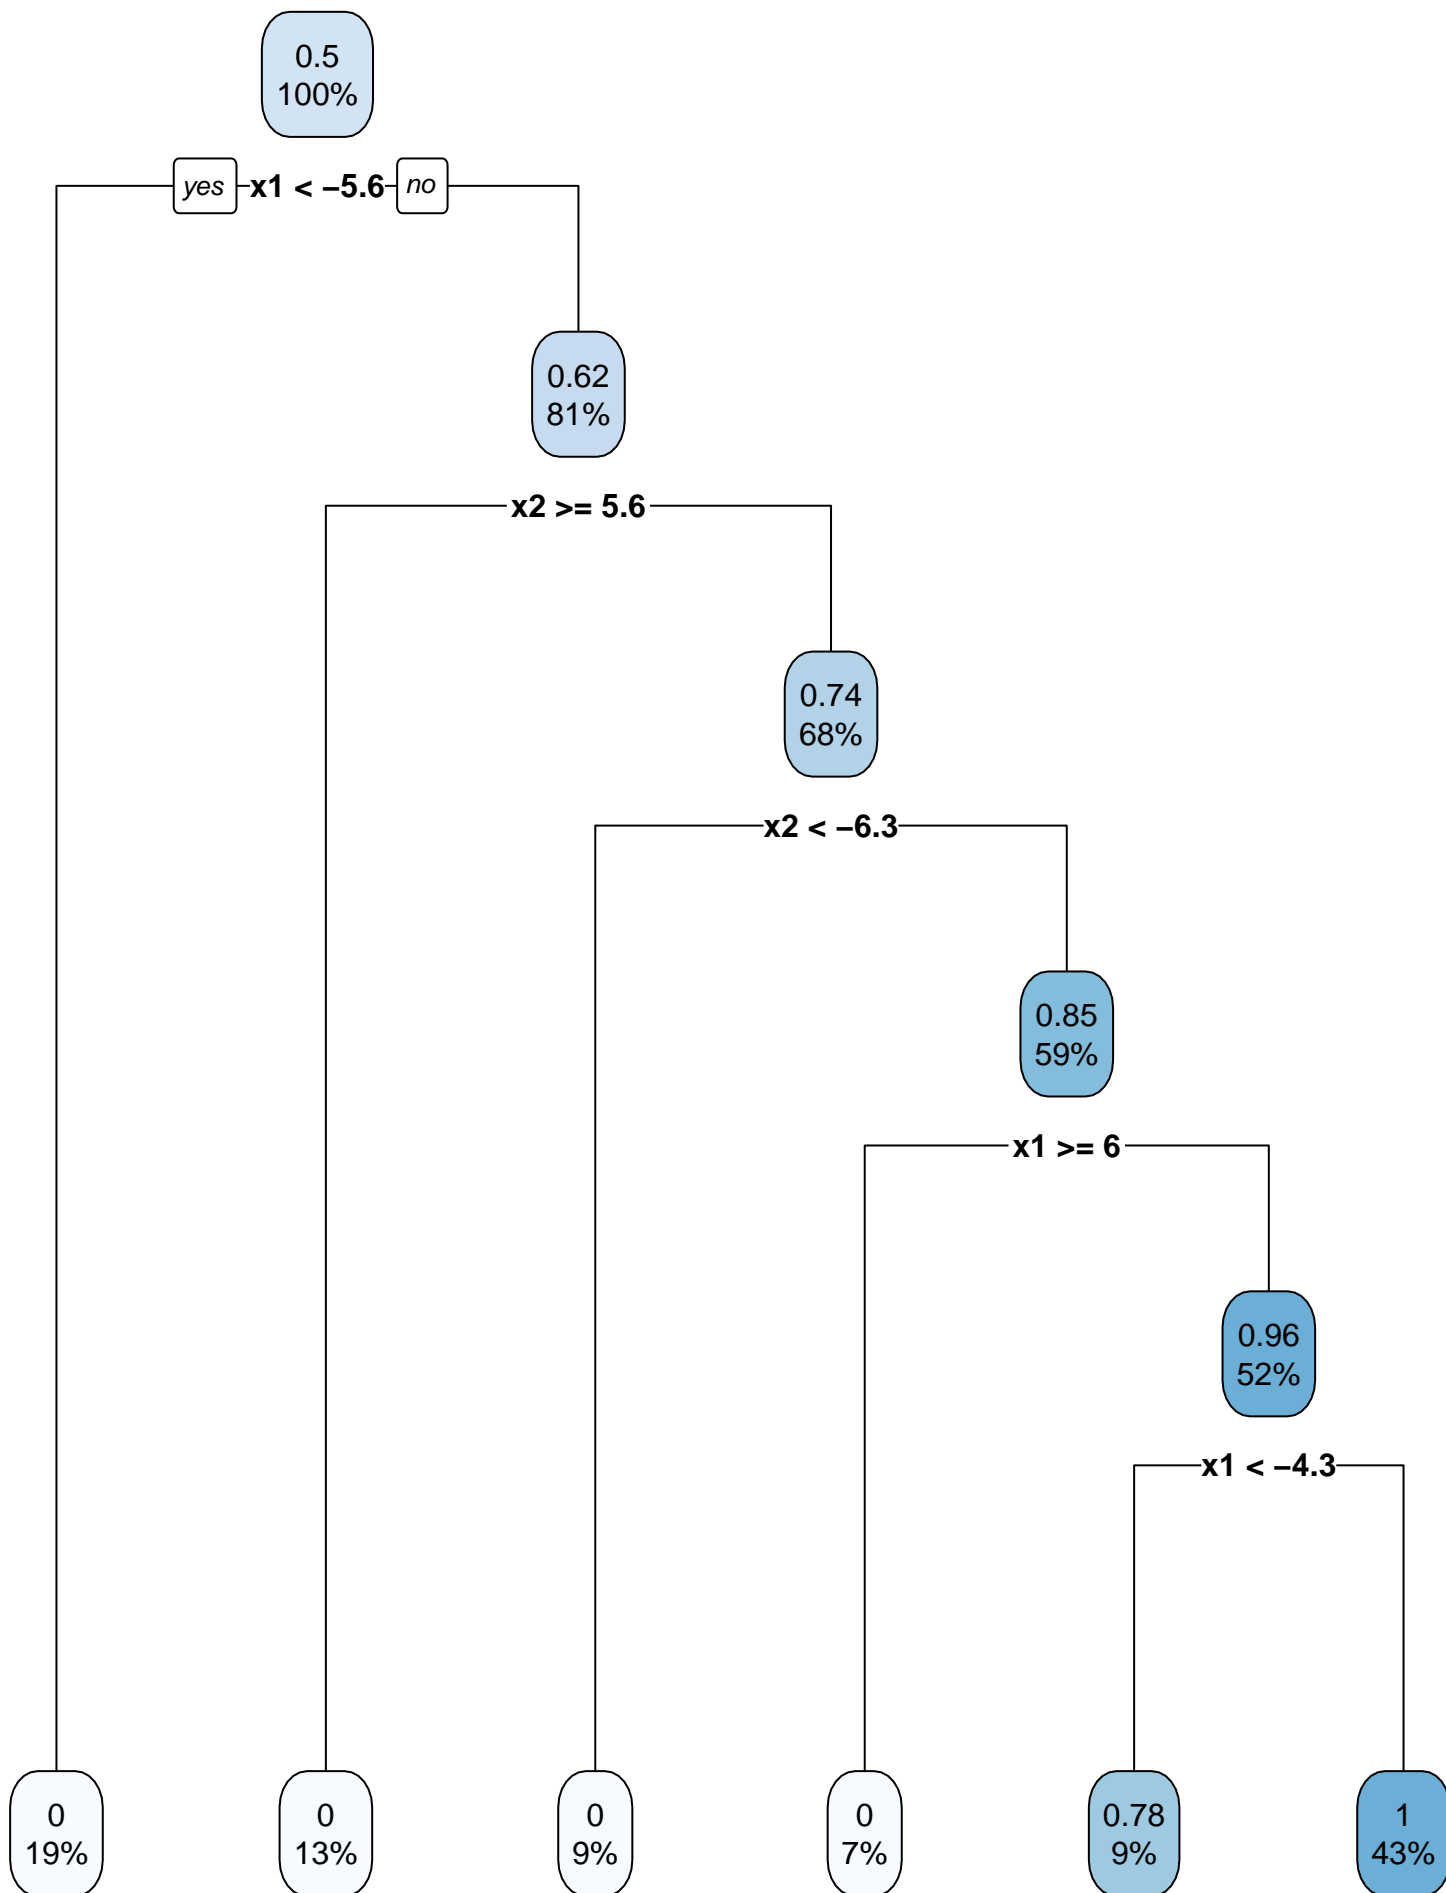 0.5
100%
yes x1 < −5.6 no
0.62
81%
x2 >= 5.6
0.74
68%
x2 < −6.3
0.85
59%
x1 >= 6
0.96
52%
x1 < −4.3
0 0 0 0 0.78 1
19% 13% 9% 7% 9% 43%